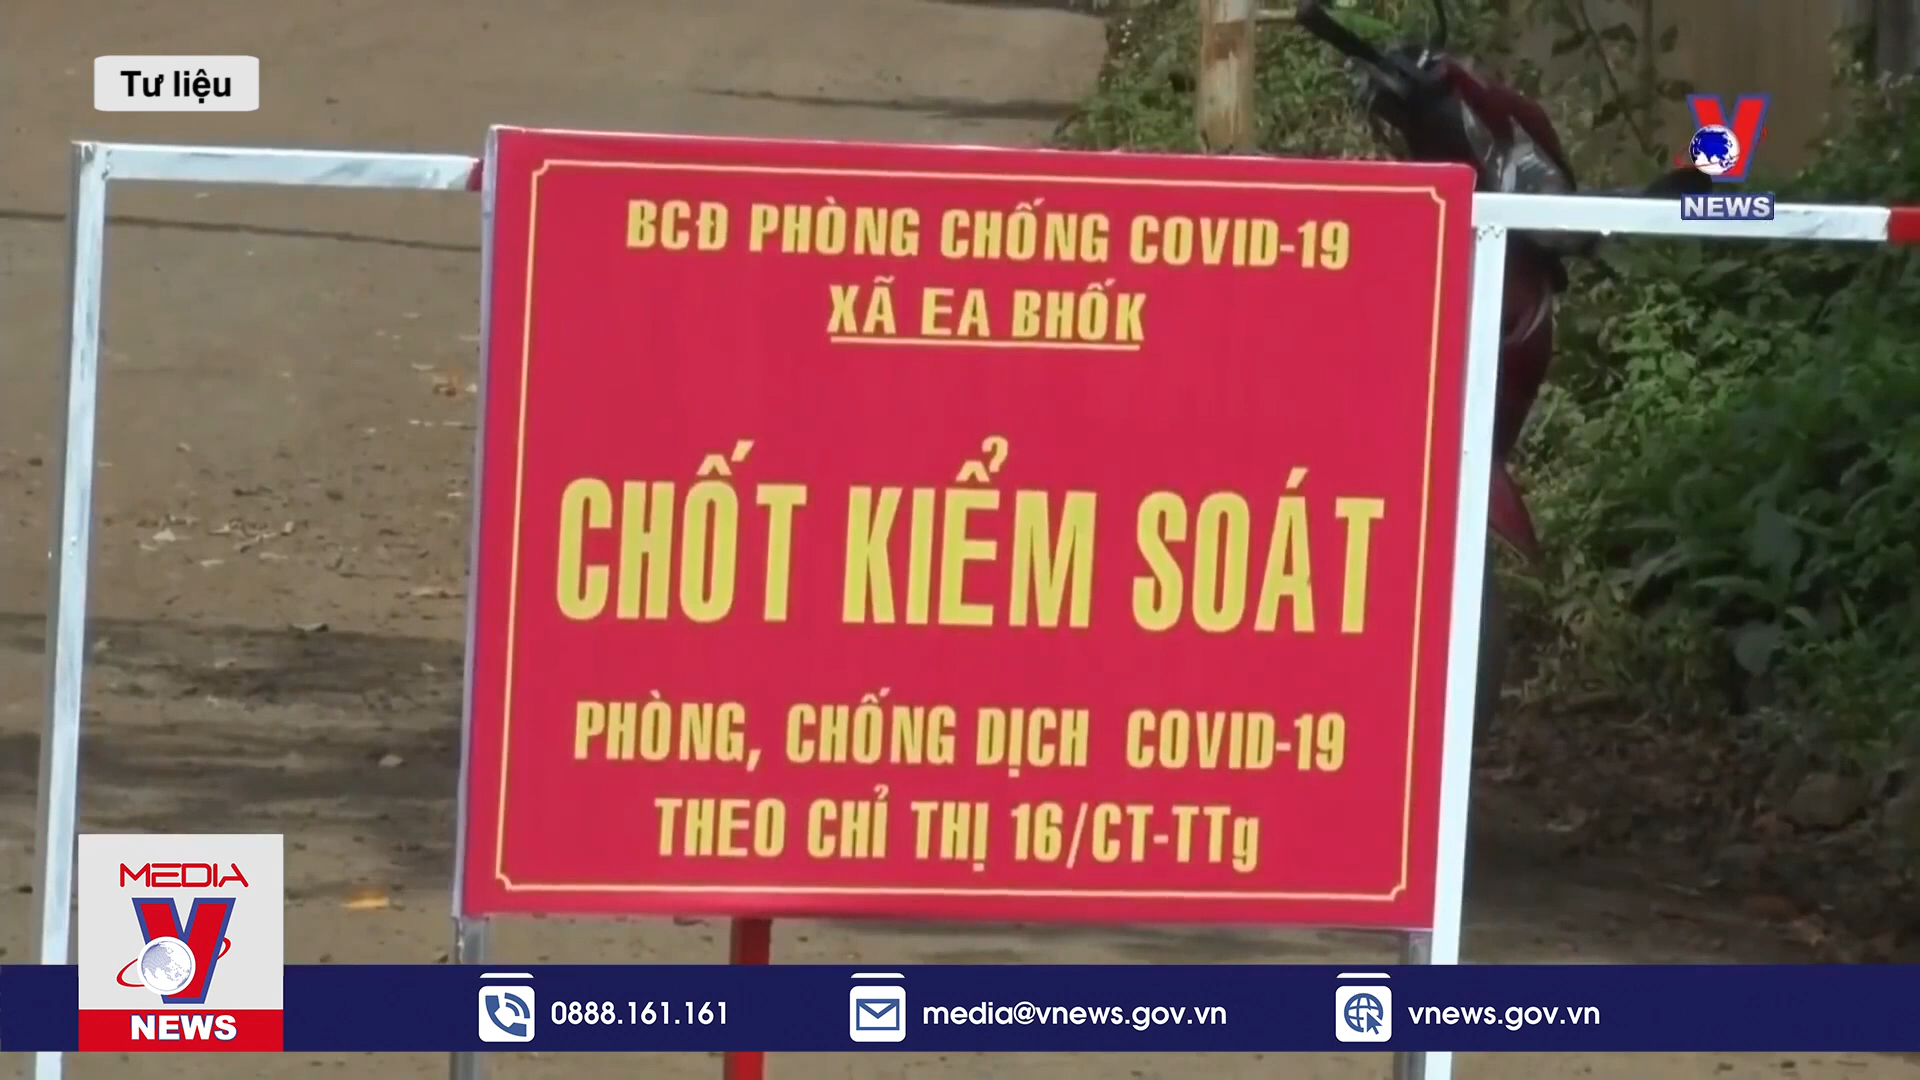 Tư liệu
V
NEWS
BCĐ PHÒNG CHỐNG COVID-19
XÃ EA BHỐK
CHỐT KIỂM SOÁT
PHÒNG, CHỐNG DỊCH COVID-19
THEO CHỈ THỊ 16/CT-TTg
MEDIA
V
NEWS
0888.161.161
media@vnews.gov.vn
vnews.gov.vn